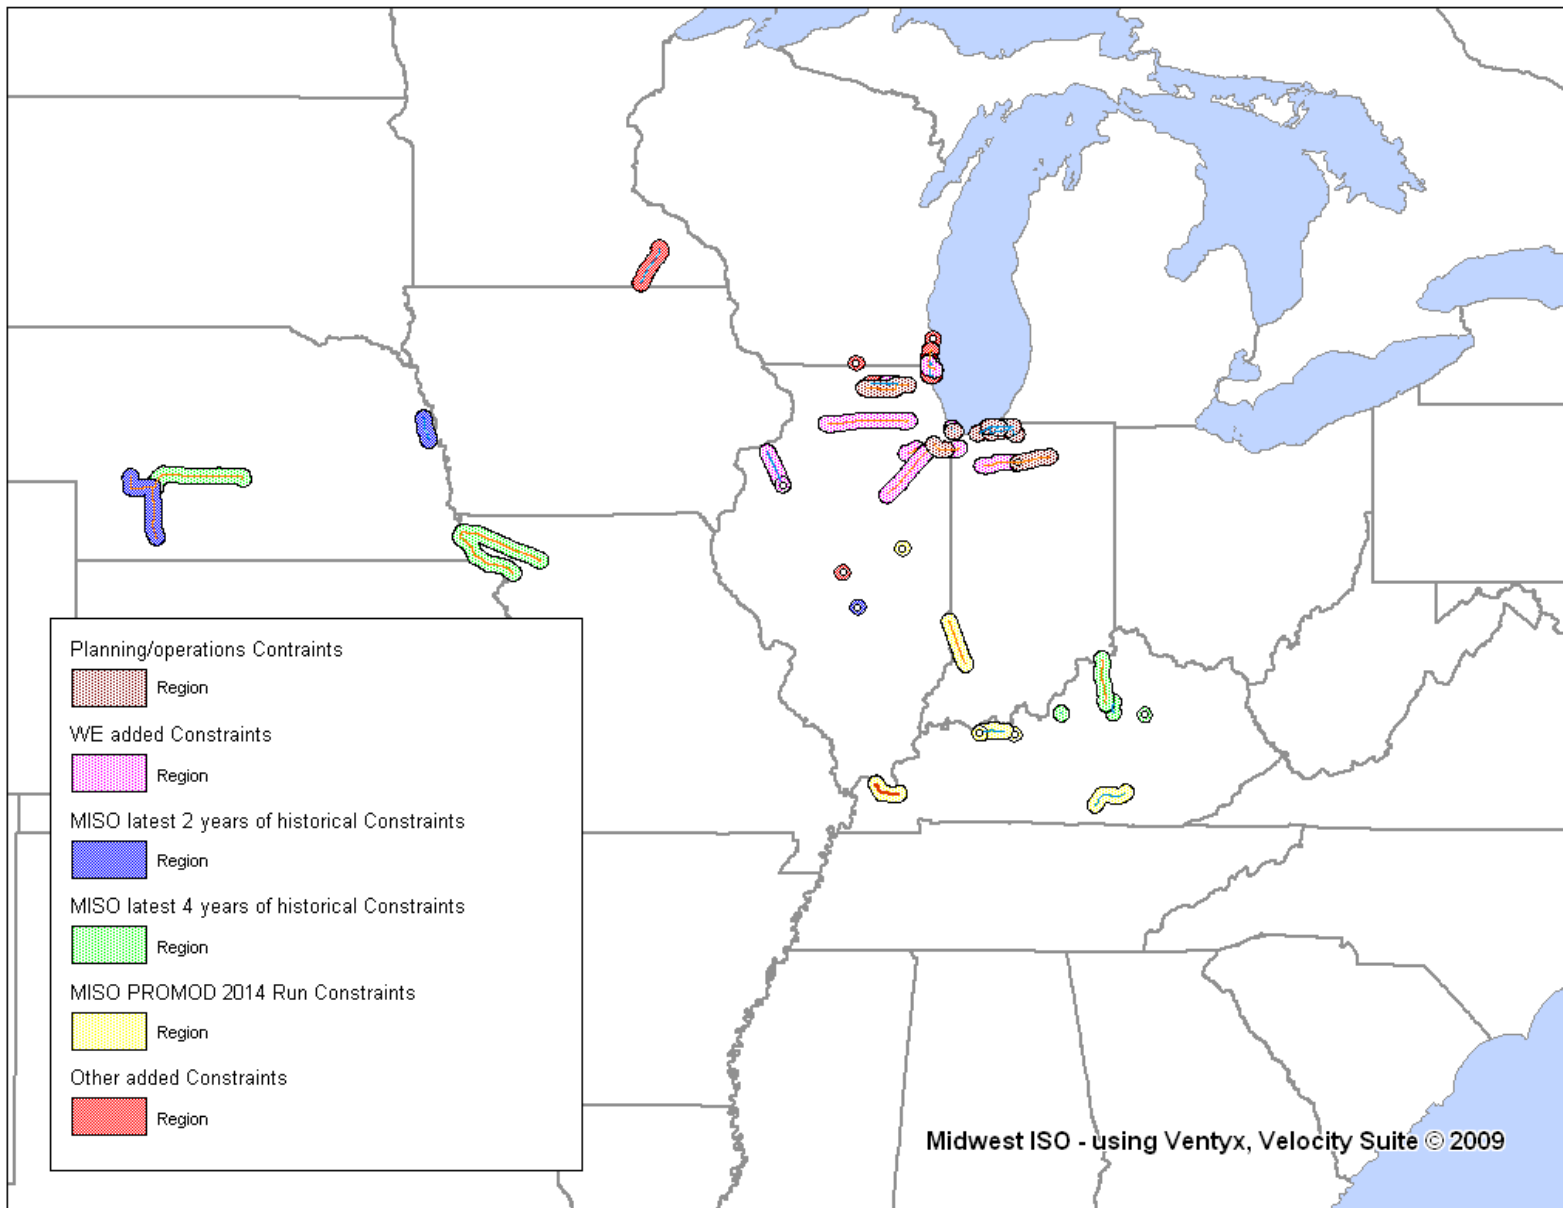 Planning/operations Contraints
Region
WE added Constraints
Region
MISO latest 2 years of historical Constraints
Region
MISO latest 4 years of historical Constraints
Region
MISO PROMOD 2014 Run Constraints
Region
Other added Constraints
Region
Midwest ISO - using Ventyx, Velocity Suite © 2009